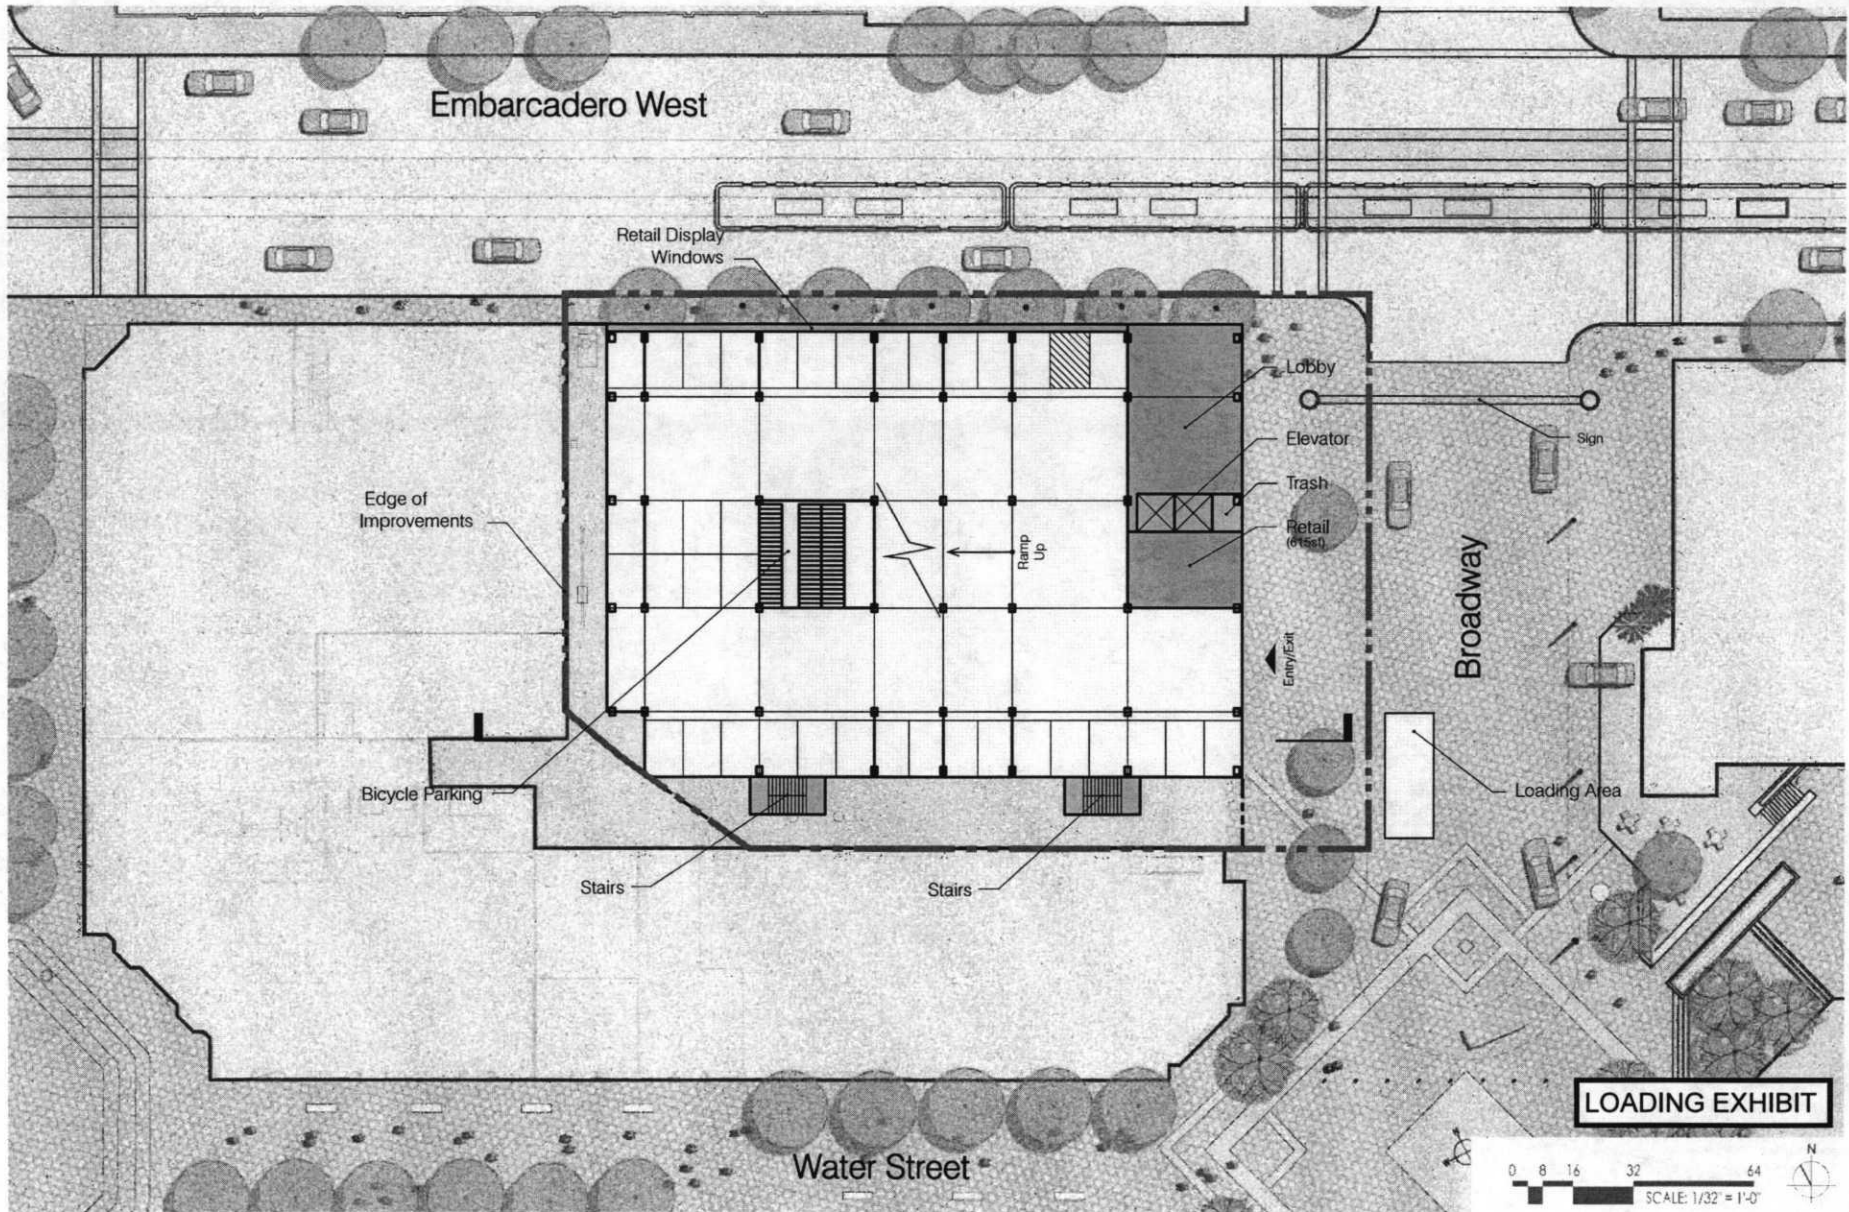 Embarcadero West
Retail Display
Windows
Lobby
Sign
Elevator
Trash
Edge of
Improvements
Retail
(615sf)
Ramp
Up
Broadway
Entry/Exit
Bicycle Parking
Loading Area
Stairs
Stairs
LOADING EXHIBIT
Water Street
N
0 8 16 32 64
SCALE: 1/32" = 1'-0"